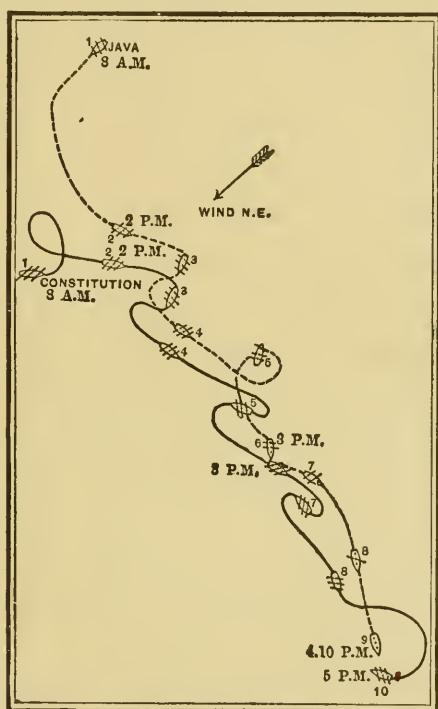 1 JAVA
8 A.M.
WIND N.E.
2 P.M.
2
2 2 P.M.
3
1
CONSTITUTION
8 A.M.
3
4
4
5
5
6 3 P.M.
3 P.M.
7
7
8
8
9
4.10 P.M.
5 P.M.
10